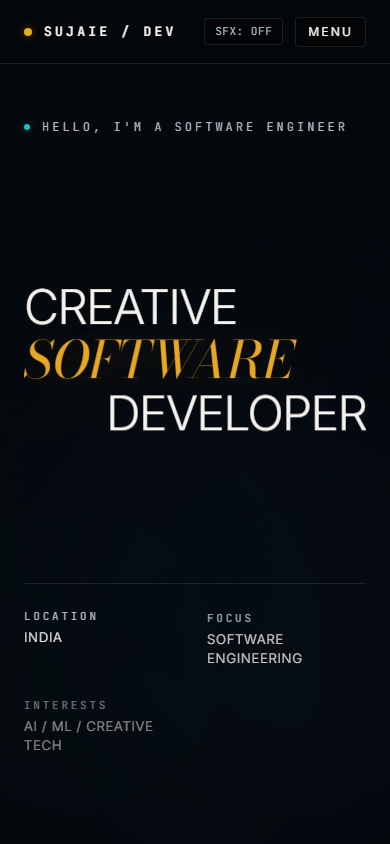 SUJAIE / DEV
SFX: OFF
MENU
HELLO, I'M A SOFTWARE ENGINEER
CREATIVE
SOFTWARE
DEVELOPER
LOCATION
INDIA
FOCUS
SOFTWARE
ENGINEERING
INTERESTS
AI / ML / CREATIVE
TECH